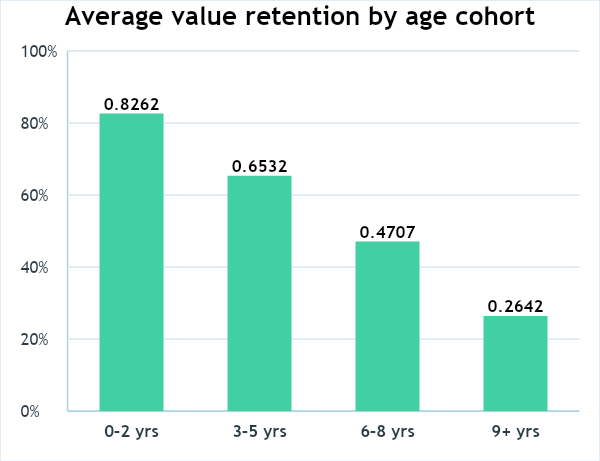 Average value retention by age cohort
100%
80%
60%
40%
20%
0%
0.8262
0.6532
0.4707
0.2642
0-2 yrs
3-5 yrs
6-8 yrs
9+ yrs